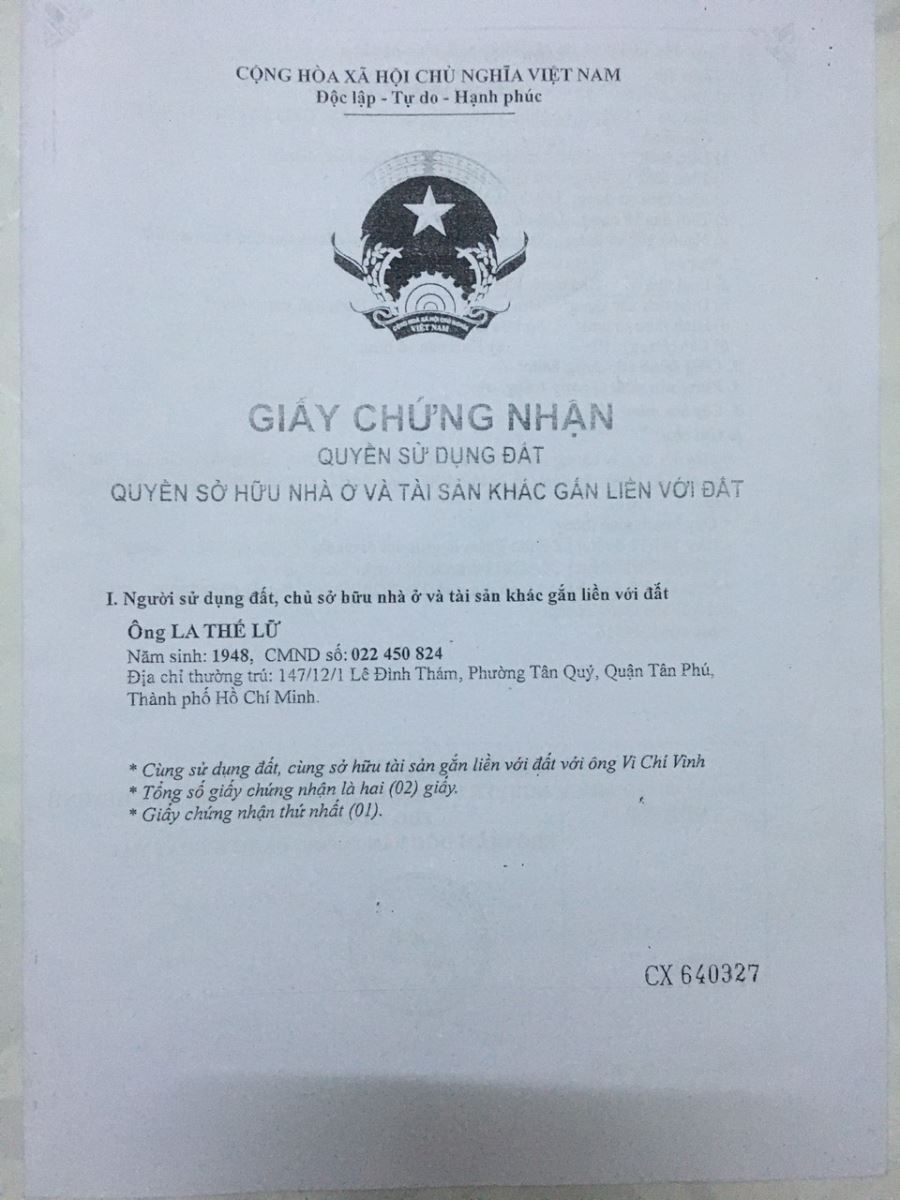 CỘNG HÒA XÃ HỘI CHỦ NGHĨA VIỆT NAM
Độc lập - Tự do - Hạnh phúc
CỘNG HOÀ XÃ HỘI CHỦ NGHĨA
VIỆT NAM
GIẤY CHỨNG NHẬN
QUYỀN SỬ DỤNG ĐẤT
QUYỀN SỞ HỮU NHÀ Ở VÀ TÀI SẢN KHÁC GẮN LIỀN VỚI ĐẤT
I. Người sử dụng đất, chủ sở hữu nhà ở và tài sản khác gắn liền với đất
Ông LA THẾ LỮ
Năm sinh: 1948, CMND số: 022 450 824
Địa chỉ thường trú: 147/12/1 Lê Đình Thám, Phường Tân Quý, Quận Tân Phú,
Thành phố Hồ Chí Minh.
* Cùng sử dụng đất, cùng sở hữu tài sản gắn liền với đất với ông Vi Chí Vĩnh
* Tổng số giấy chứng nhận là hai (02) giấy.
* Giấy chứng nhận thứ nhất (01).
CX 640327